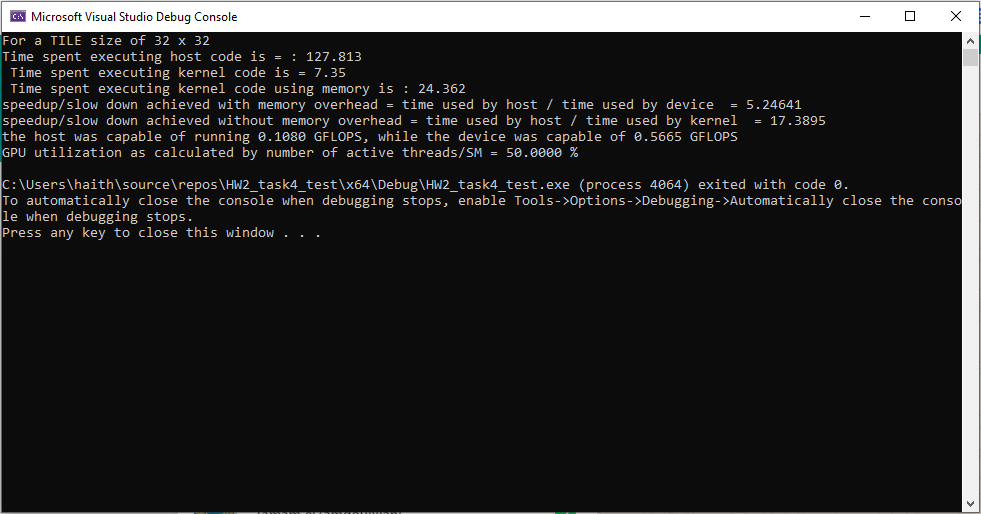 Microsoft Visual Studio Debug Console
For a TILE size of 32 x 32
Time spent executing host code is = : 127.813
 Time spent executing kernel code is = 7.35
 Time spent executing kernel code using memory is : 24.362
speedup/slow down achieved with memory overhead = time used by host / time used by device  = 5.24641
speedup/slow down achieved without memory overhead = time used by host / time used by kernel  = 17.3895
the host was capable of running 0.1080 GFLOPS, while the device was capable of 0.5665 GFLOPS
GPU utilization as calculated by number of active threads/SM = 50.0000 %
C:\Users\haith\source\repos\HW2_task4_test\x64\Debug\HW2_task4_test.exe (process 4064) exited with code 0.
To automatically close the console when debugging stops, enable Tools->Options->Debugging->Automatically close the conso
le when debugging stops.
Press any key to close this window . . .